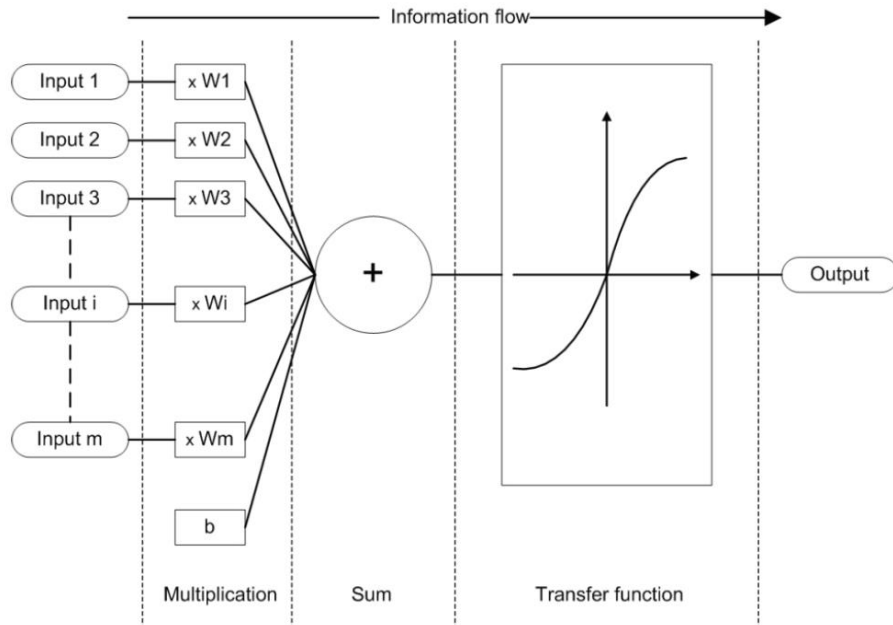 Information flow
Input 1
x W1
Input 2
x W2
Input 3
x W3
+
Output
Input i
x Wi
Input m
x Wm
b
Multiplication
Sum
Transfer function